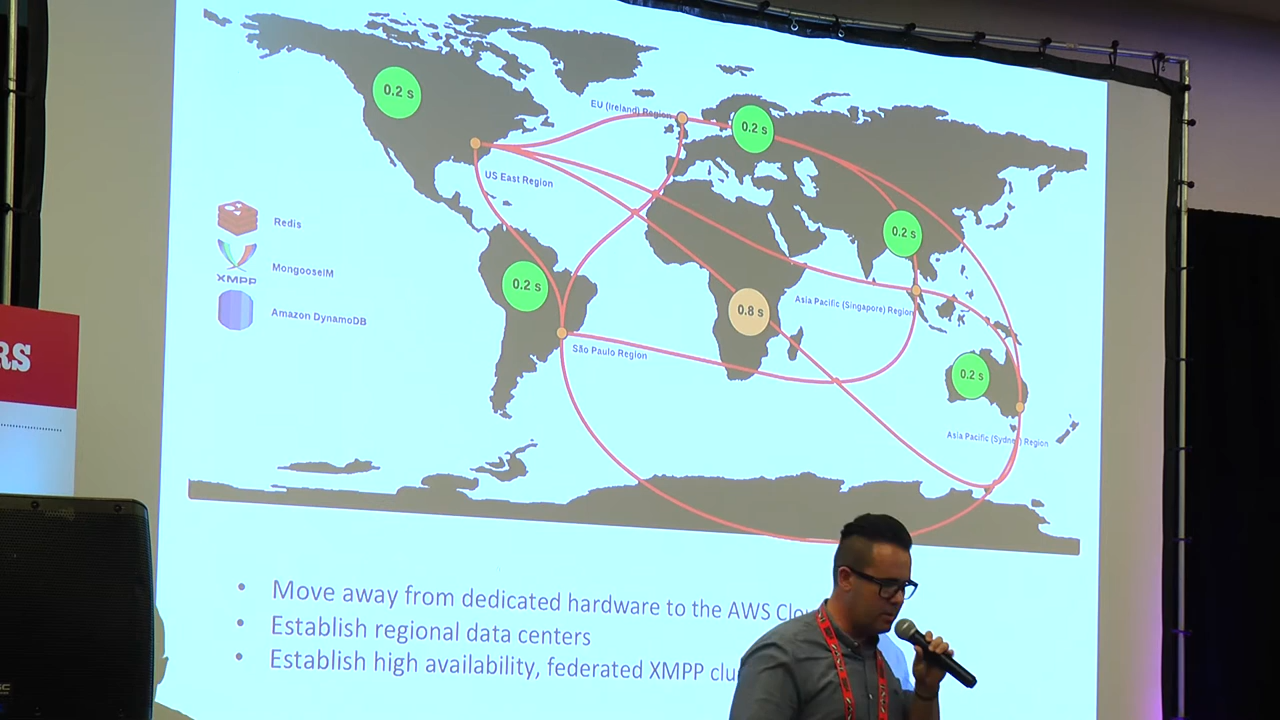 0.2 s
EU (Ireland) Region
0.2 s
US East Region
Redis
0.2 s
XMPP
MongooseIM
0.2 s
Asia Pacific (Singapore) Region
0.8 s
Amazon DynamoDB
São Paulo Region
0.2 s
Asia Pacific (Sydney) Region
RS
• Move away from dedicated hardware to the AWS Clo
• Establish regional data centers
• Establish high availability, federated XMPP clu